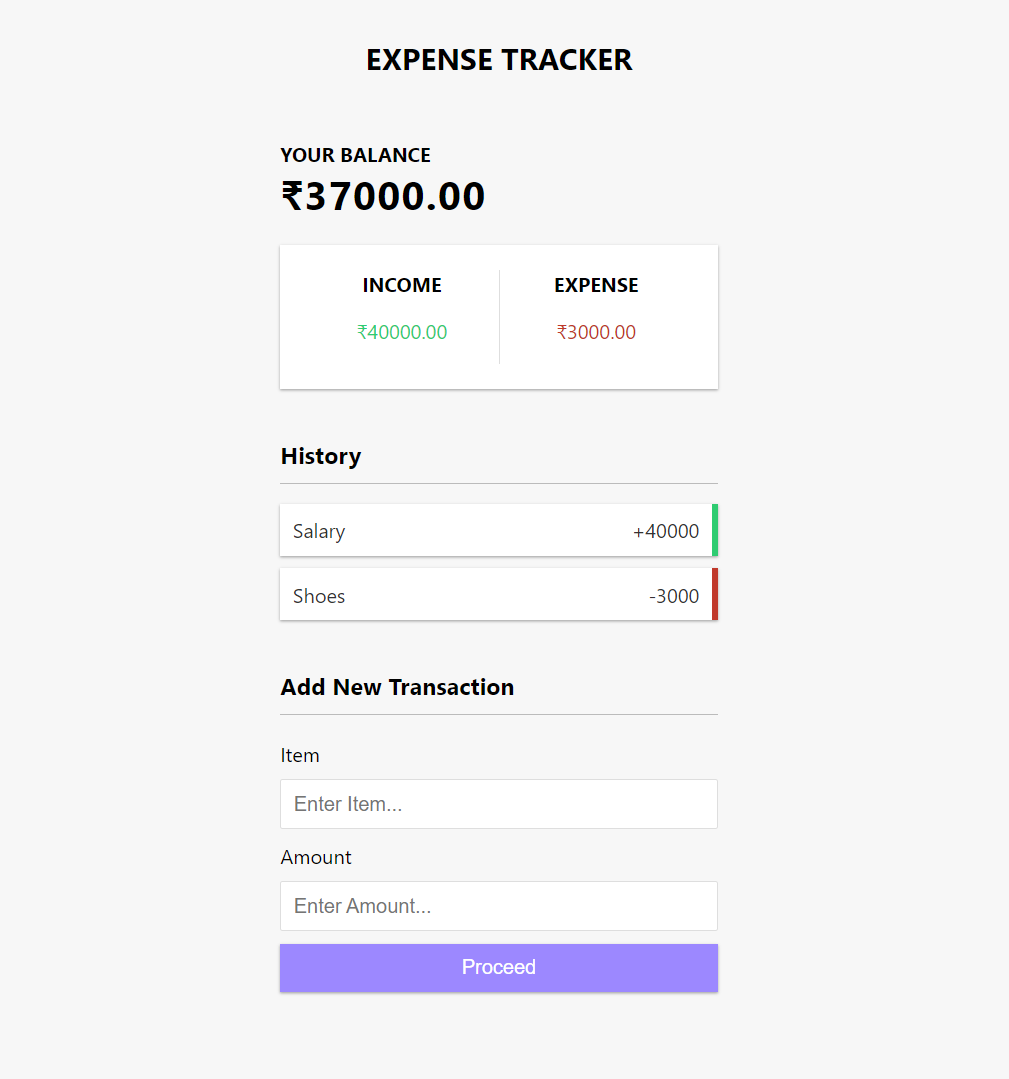 EXPENSE TRACKER
YOUR BALANCE
₹37000.00
INCOME EXPENSE
₹40000.00 ₹3000.00
History
Salary +40000
Shoes -3000
Add New Transaction
Item
Enter Item...
Amount
Enter Amount...
Proceed